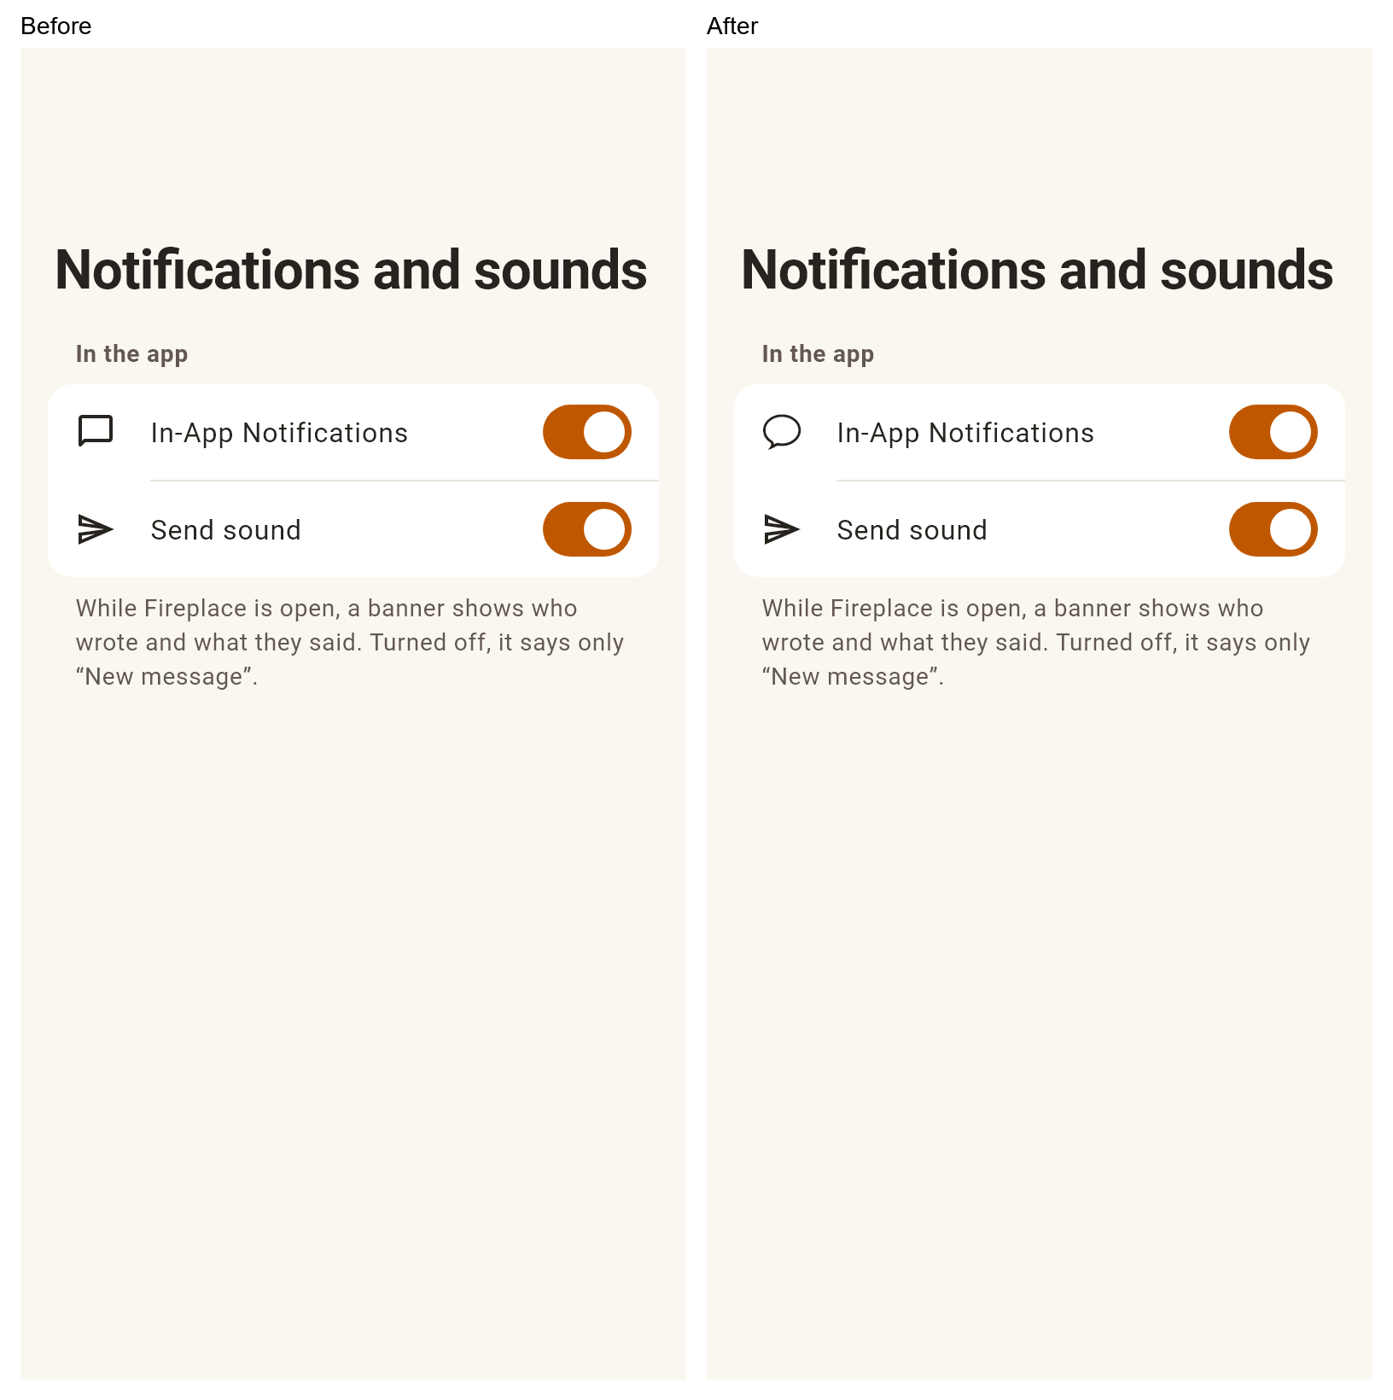 Before
Notifications and sounds
In the app
In-App Notifications
Send sound
While Fireplace is open, a banner shows who
wrote and what they said. Turned off, it says only
“New message”.
After
Notifications and sounds
In the app
In-App Notifications
Send sound
While Fireplace is open, a banner shows who
wrote and what they said. Turned off, it says only
“New message”.